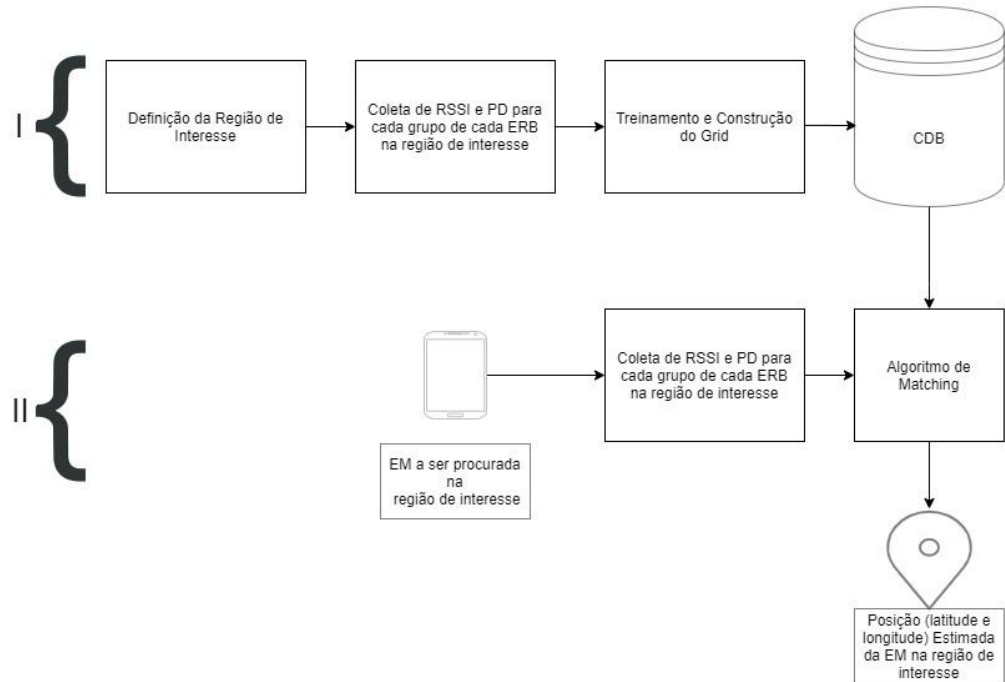 I
Definição da Região de
Interesse
Coleta de RSSI e PD para
cada grupo de cada ERB
na região de interesse
Treinamento e Construção
do Grid
CDB
II
EM a ser procurada
na
região de interesse
Coleta de RSSI e PD para
cada grupo de cada ERB
na região de interesse
Algoritmo de
Matching
Posição (latitude e
longitude) Estimada
da EM na região de
interesse